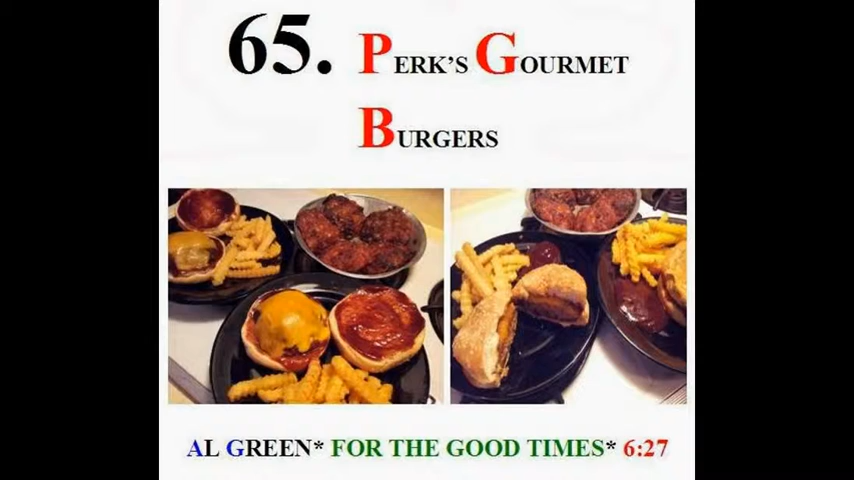 65. PERK'S GOURMET
BURGERS
AL GREEN* FOR THE GOOD TIMES* 6:27